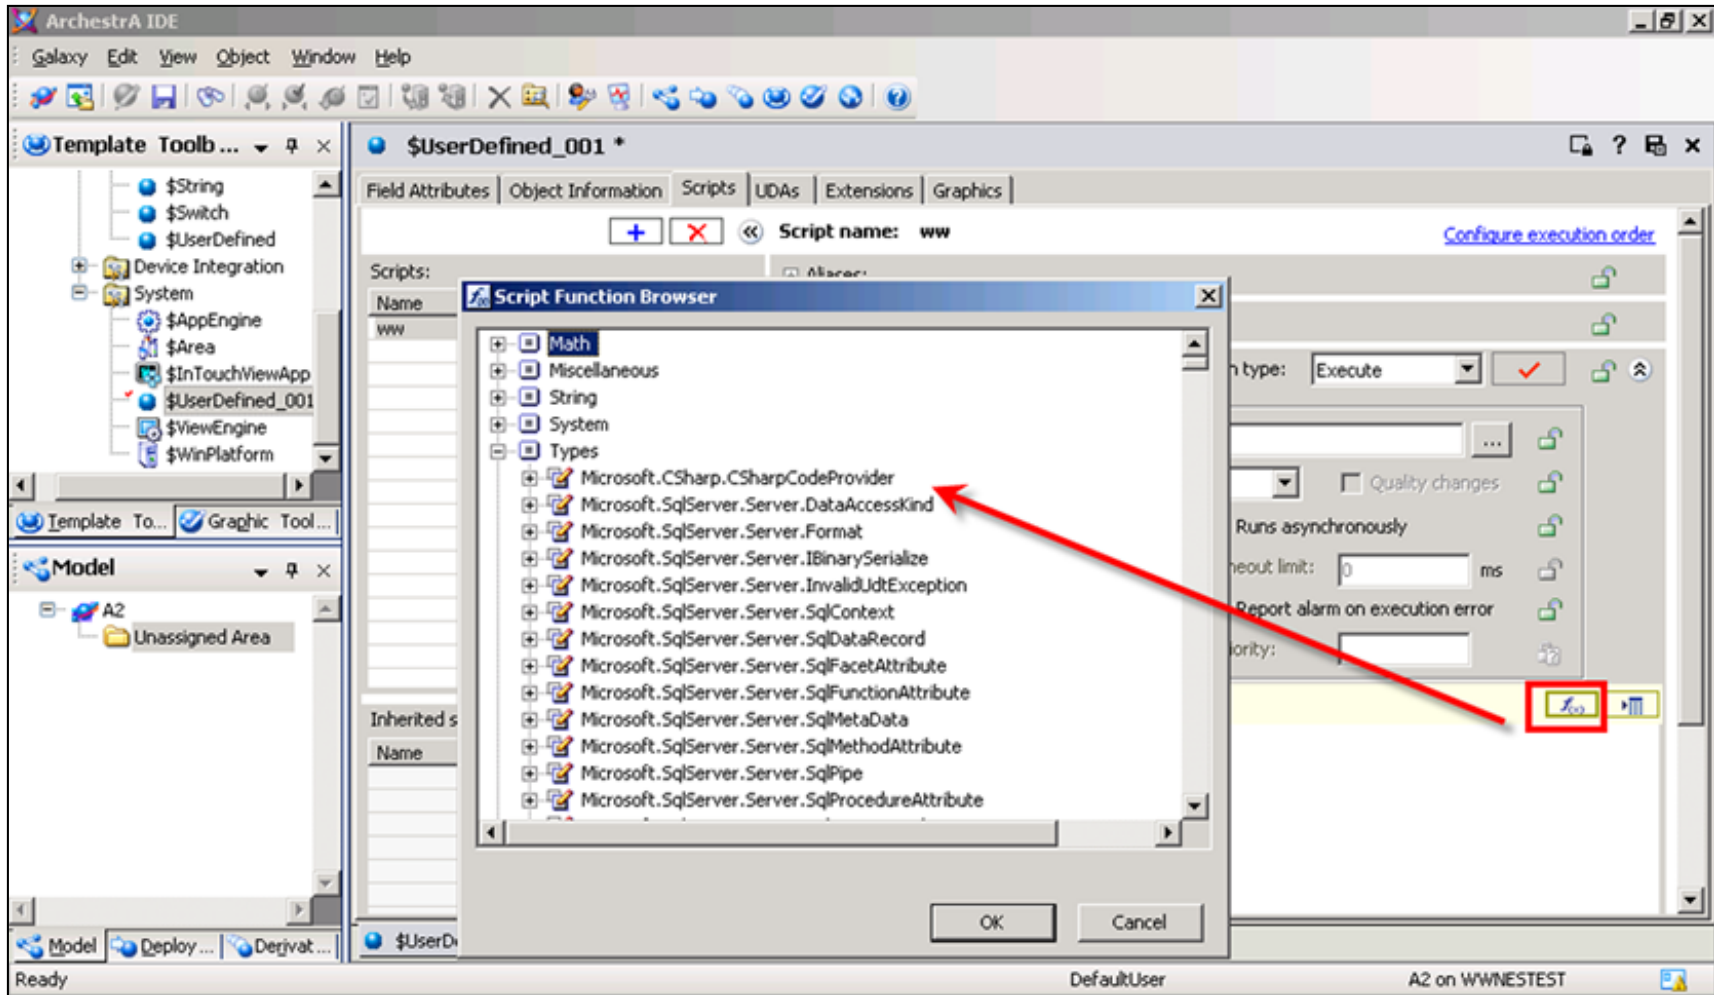 ArchestrA IDE
Galaxy Edit View Object Window Help
Template Toolb...
$String
$Switch
$UserDefined
Device Integration
System
$AppEngine
$Area
$InTouchViewApp
$UserDefined_001
$ViewEngine
$WinPlatform
Template To... Graphic Tool...
Model
A2
Unassigned Area
Model Deploy... Derivat...
$UserDefined_001 *
Field Attributes Object Information Scripts UDAs Extensions Graphics
Script name: ww
Configure execution order
Scripts:
Name
ww
Inherited s
Name
Script Function Browser
Math
Miscellaneous
String
System
Types
Microsoft.CSharp.CSharpCodeProvider
Microsoft.SqlServer.Server.DataAccessKind
Microsoft.SqlServer.Server.Format
Microsoft.SqlServer.Server.IBinarySerialize
Microsoft.SqlServer.Server.InvalidUdtException
Microsoft.SqlServer.Server.SqlContext
Microsoft.SqlServer.Server.SqlDataRecord
Microsoft.SqlServer.Server.SqlFacetAttribute
Microsoft.SqlServer.Server.SqlFunctionAttribute
Microsoft.SqlServer.Server.SqlMetaData
Microsoft.SqlServer.Server.SqlMethodAttribute
Microsoft.SqlServer.Server.SqlPipe
Microsoft.SqlServer.Server.SqlProcedureAttribute
OK Cancel
n type: Execute
...
Quality changes
Runs asynchronously
neout limit: 0 ms
Report alarm on execution error
iority:
f(x)
$UserD
Ready
DefaultUser
A2 on WWNESTEST